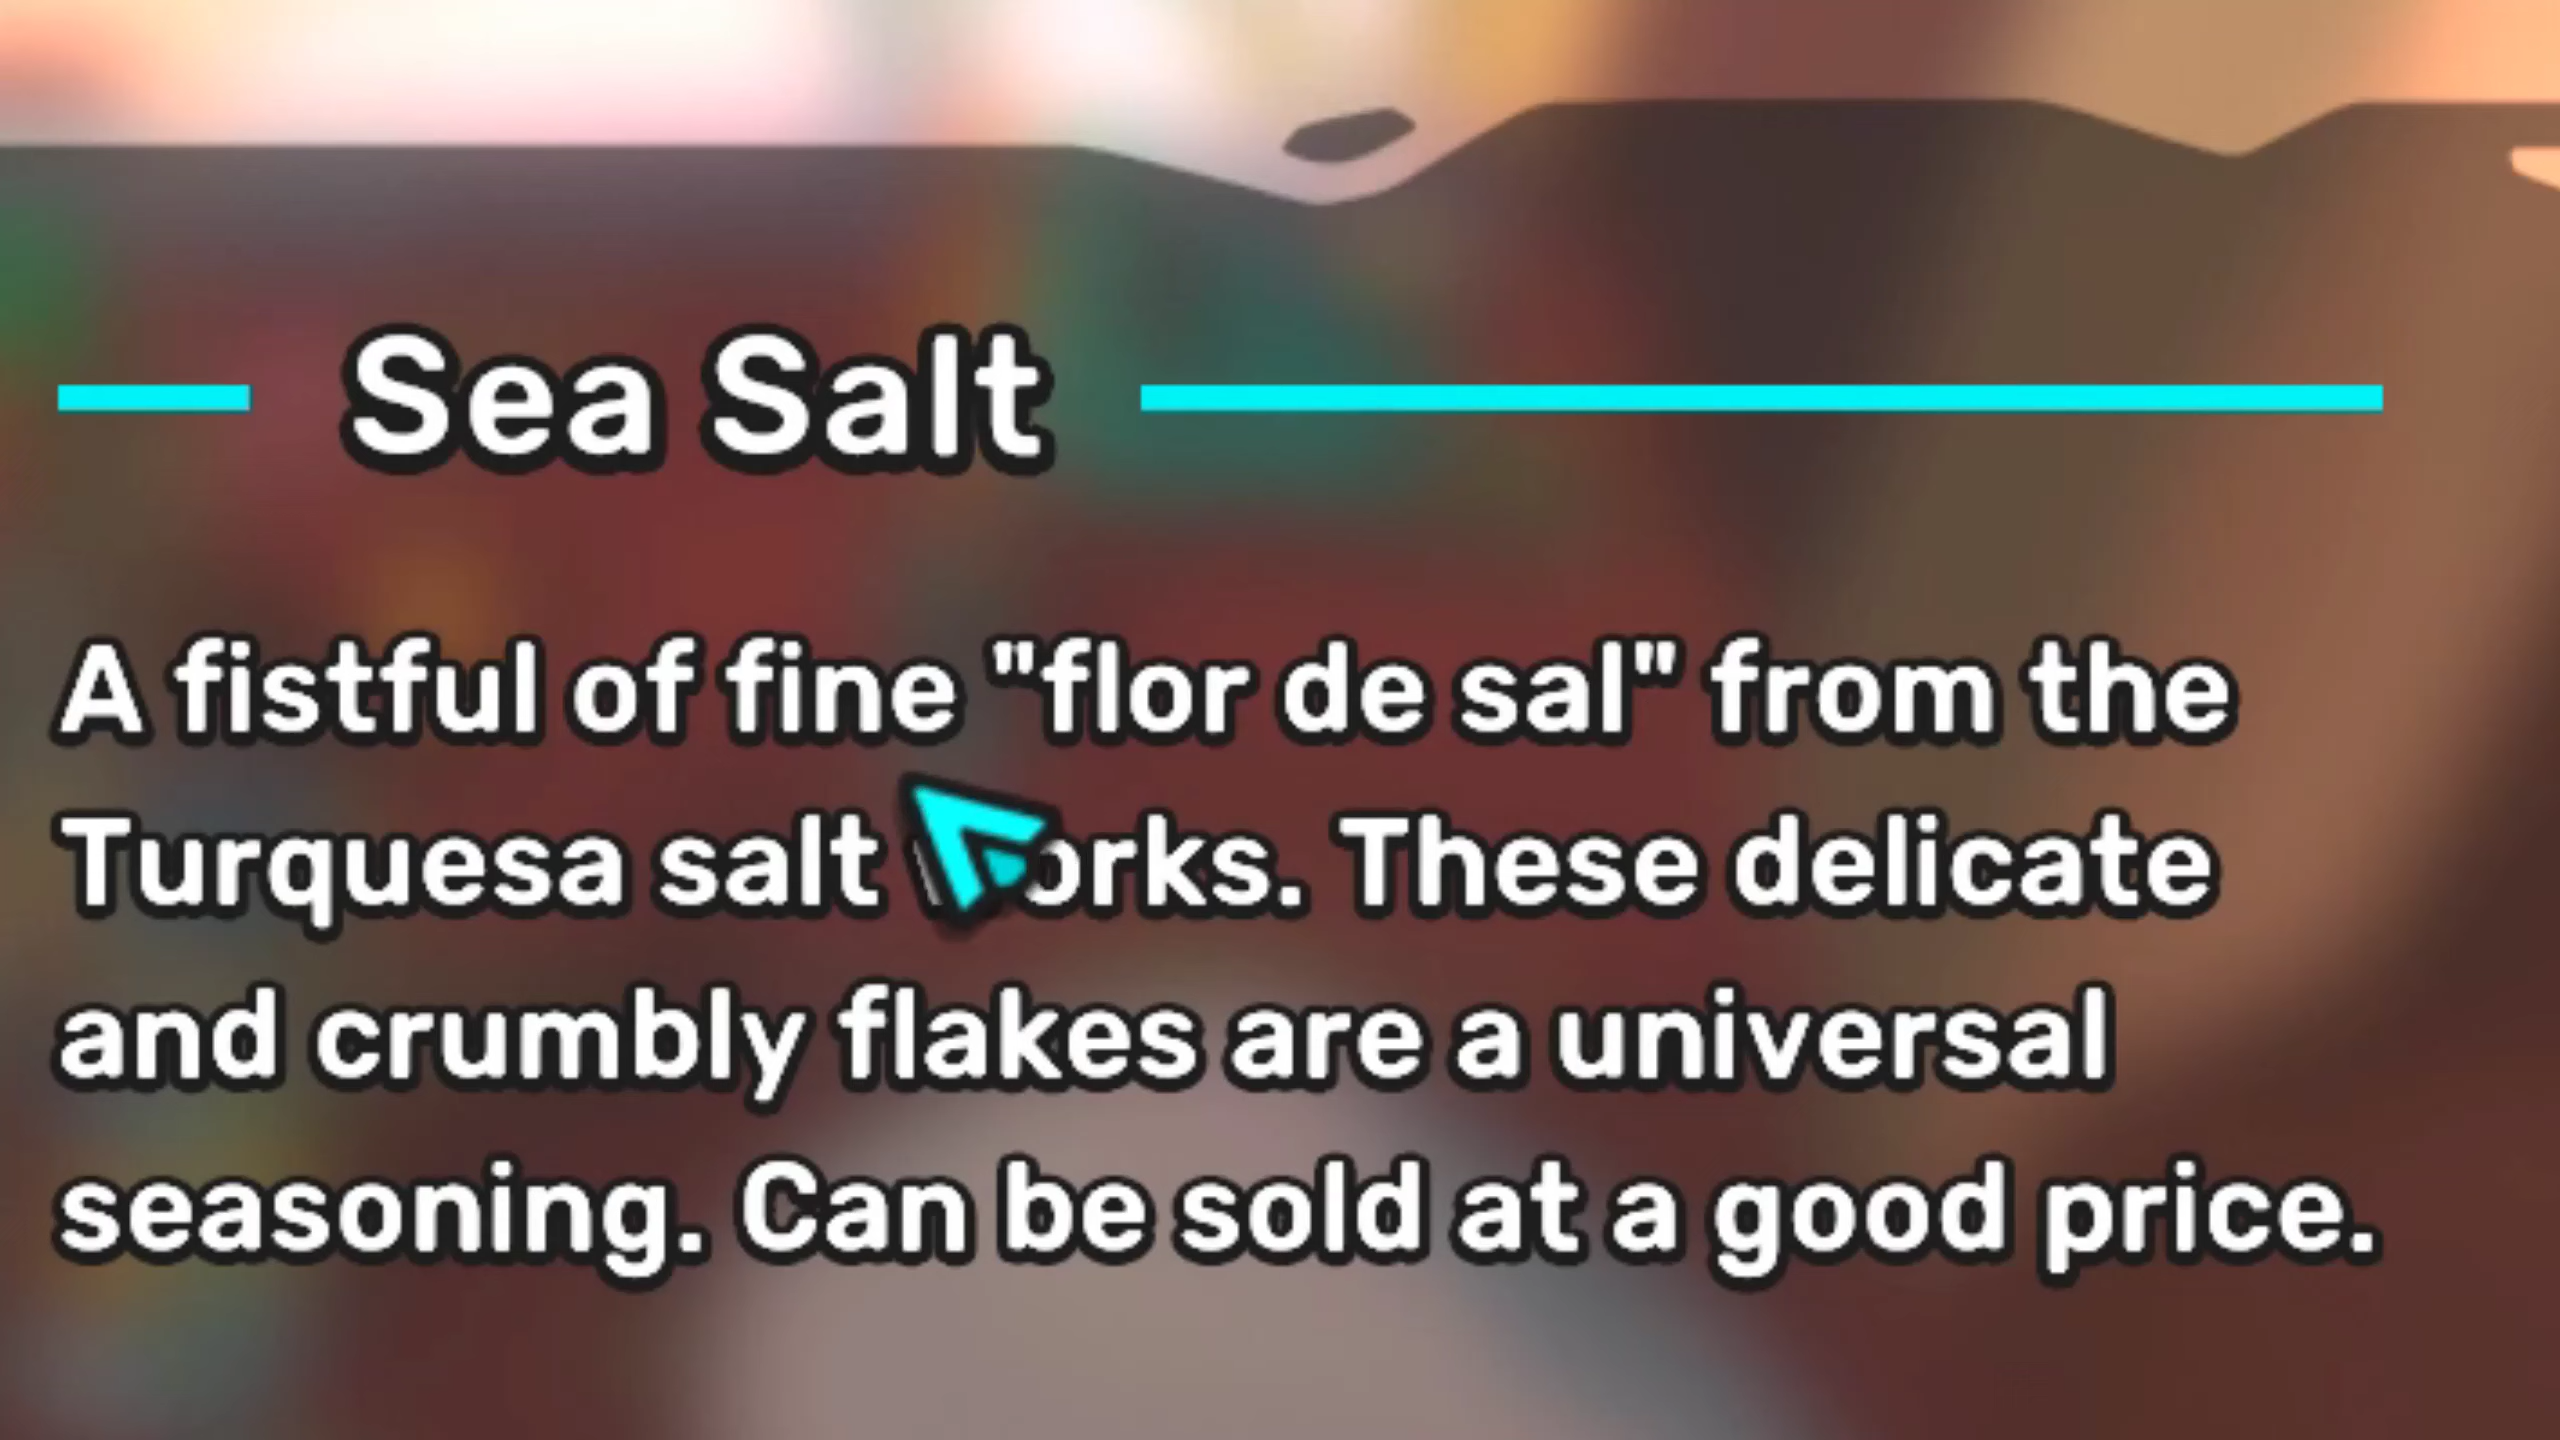 Sea Salt
A fistful of fine "flor de sal" from the
Turquesa salt works. These delicate
and crumbly flakes are a universal
seasoning. Can be sold at a good price.